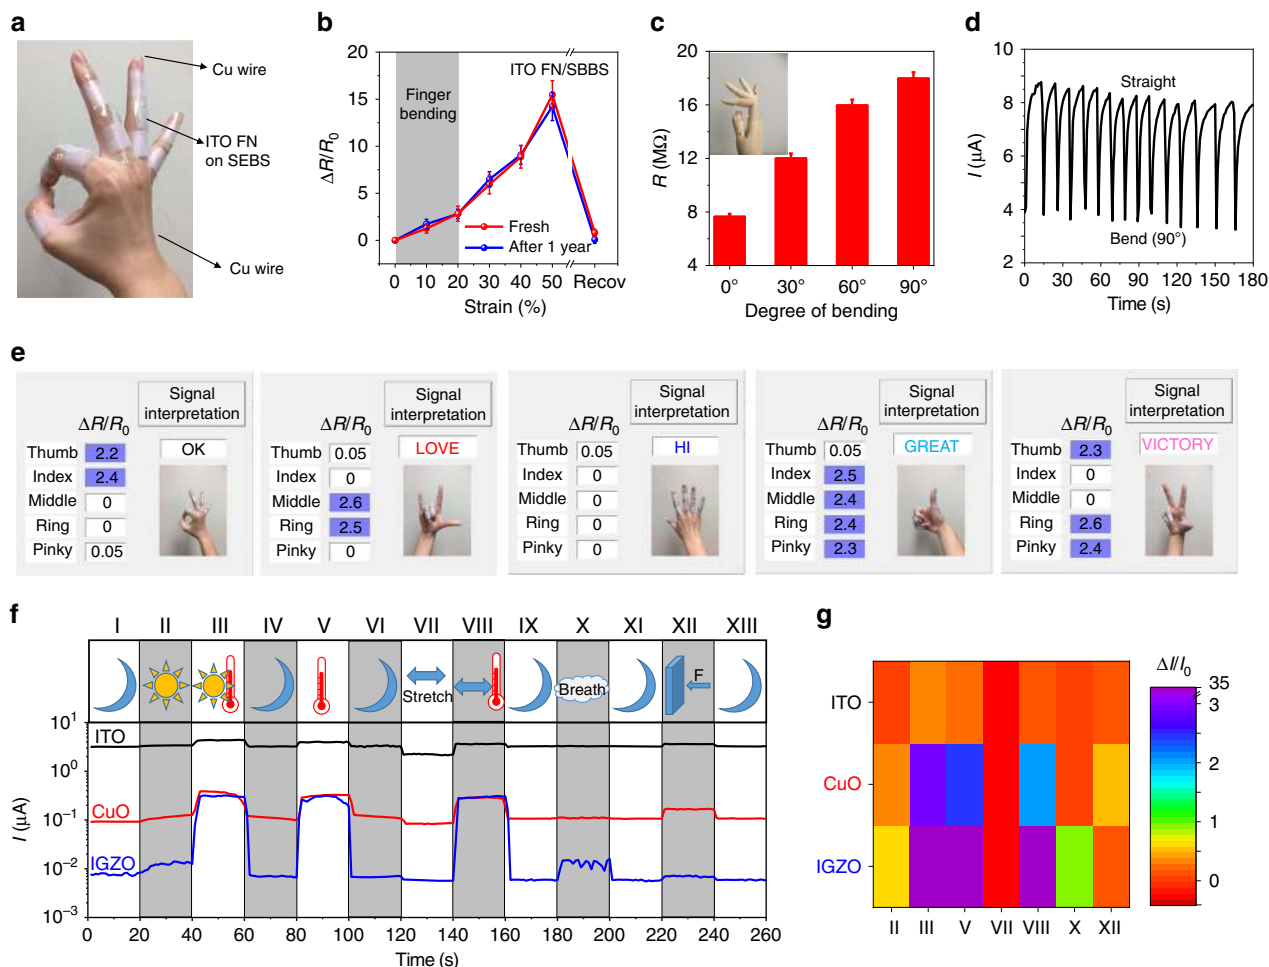 a
Cu wire
ITO FN
on SEBS
Cu wire
b
20
15
10
5
0
ΔR/R0
ITO FN/SBBS
Finger
bending
Fresh
After 1 year
0 10 20 30 40 50 Recov
Strain (%)
c
20
16
12
8
4
R (MΩ)
0° 30° 60° 90°
Degree of bending
d
10
8
6
4
2
I (μA)
Straight
Bend (90°)
0 30 60 90 120 150 180
Time (s)
e
Signal
interpretation
ΔR/R0
Thumb 2.2
OK
Index 2.4
Middle 0
Ring 0
Pinky 0.05
Signal
interpretation
ΔR/R0
Thumb 0.05
LOVE
Index 0
Middle 2.6
Ring 2.5
Pinky 0
Signal
interpretation
ΔR/R0
Thumb 0.05
HI
Index 0
Middle 0
Ring 0
Pinky 0
Signal
interpretation
ΔR/R0
Thumb 0.05
GREAT
Index 2.5
Middle 2.4
Ring 2.4
Pinky 2.3
Signal
interpretation
ΔR/R0
Thumb 2.3
VICTORY
Index 0
Middle 0
Ring 2.6
Pinky 2.4
f
I II III IV V VI VII VIII IX X XI XII XIII
Stretch
Breath
F
10¹
10⁰
10⁻¹
10⁻²
10⁻³
I (μA)
ITO
CuO
IGZO
0 20 40 60 80 100 120 140 160 180 200 220 240 260
Time (s)
g
ITO
CuO
IGZO
II III V VII VIII X XII
ΔI/I0
35
3
2
1
0